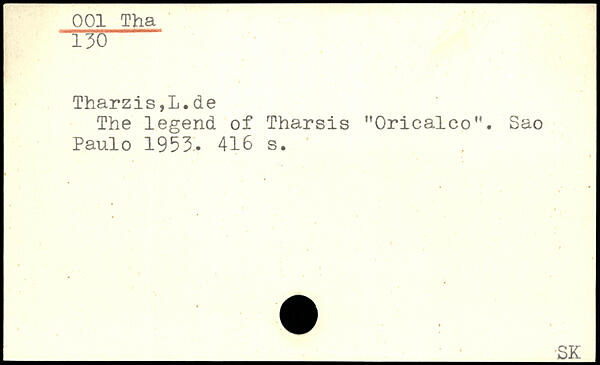 001 Tha
130
Tharzis,L.de
The legend of Tharsis "Oricalco". Sao
Paulo 1953. 416 s.
SK